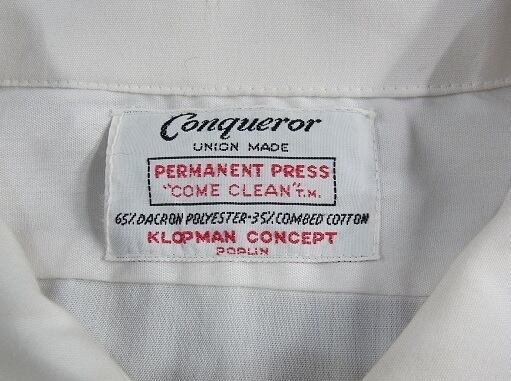 Conqueror
UNION MADE
PERMANENT PRESS
"COME CLEAN" T.M.
65% DACRON POLYESTER·35% COMBED COTTON
KLOPMAN CONCEPT
POPLIN